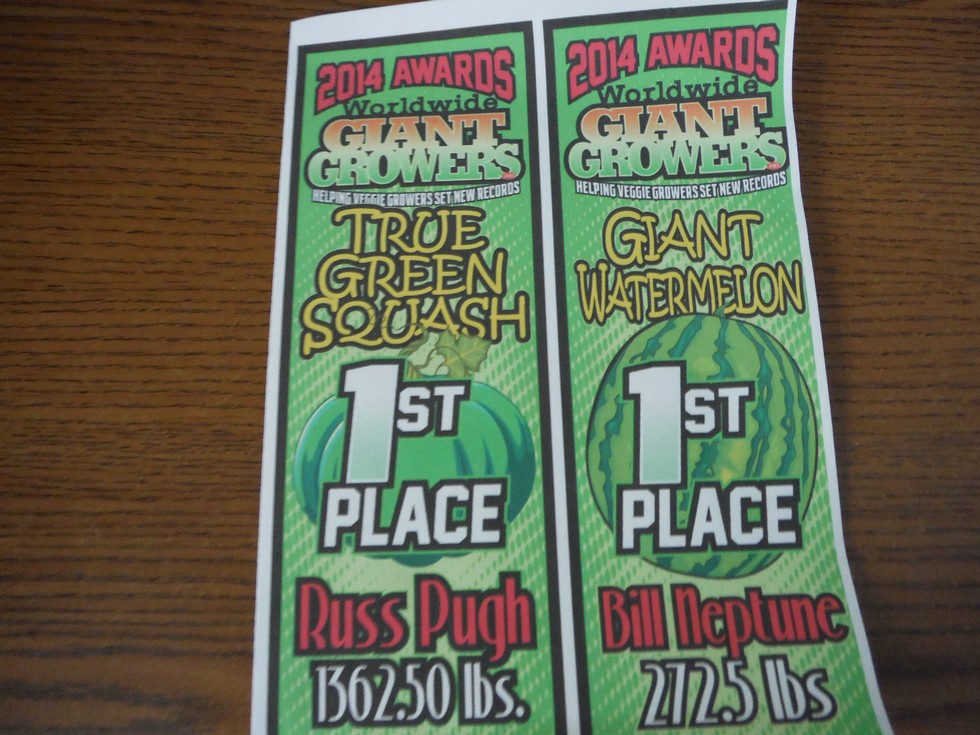 2014 AWARDS
Worldwide
GIANT
GROWERS
HELPING VEGGIE GROWERS SET NEW RECORDS
TRUE
GREEN
SQUASH
1ST
PLACE
Russ Pugh
1362.50 lbs.
2014 AWARDS
Worldwide
GIANT
GROWERS
HELPING VEGGIE GROWERS SET NEW RECORDS
GIANT
WATERMELON
1ST
PLACE
Bill Neptune
272.5 lbs